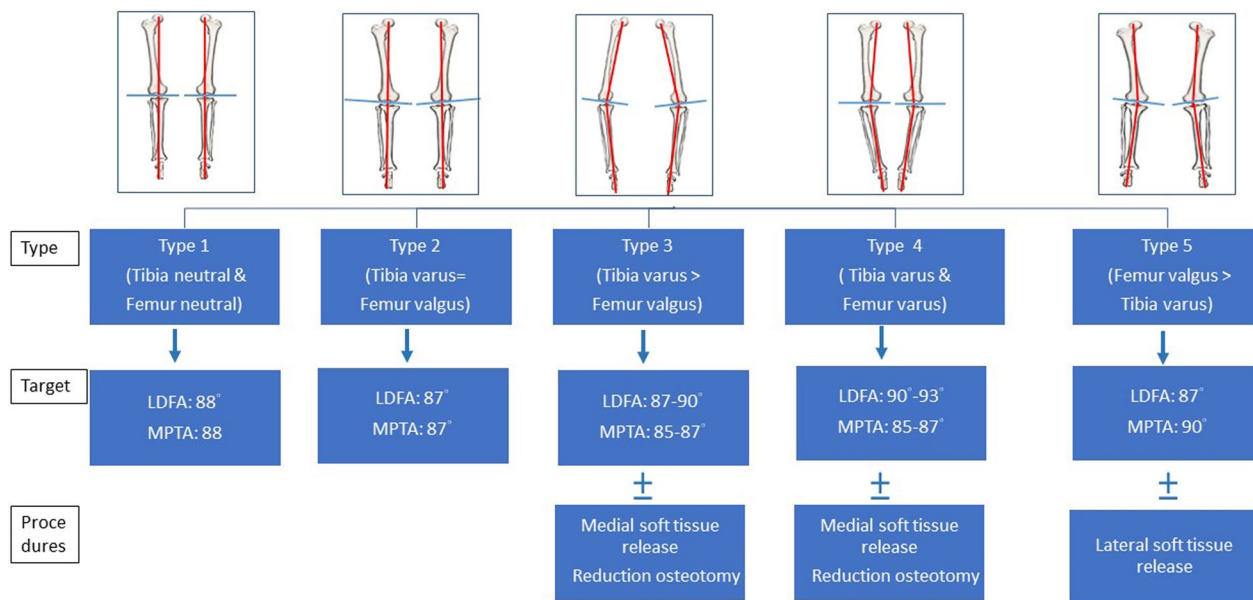 Type
Type 1
(Tibia neutral &
Femur neutral)
Type 2
(Tibia varus=
Femur valgus)
Type 3
(Tibia varus >
Femur valgus)
Type 4
( Tibia varus &
Femur varus)
Type 5
(Femur valgus >
Tibia varus)
Target
LDFA: 88°
MPTA: 88
LDFA: 87°
MPTA: 87°
LDFA: 87-90°
MPTA: 85-87°
LDFA: 90°-93°
MPTA: 85-87°
LDFA: 87°
MPTA: 90°
±
±
±
Proce
dures
Medial soft tissue
release
Reduction osteotomy
Medial soft tissue
release
Reduction osteotomy
Lateral soft tissue
release